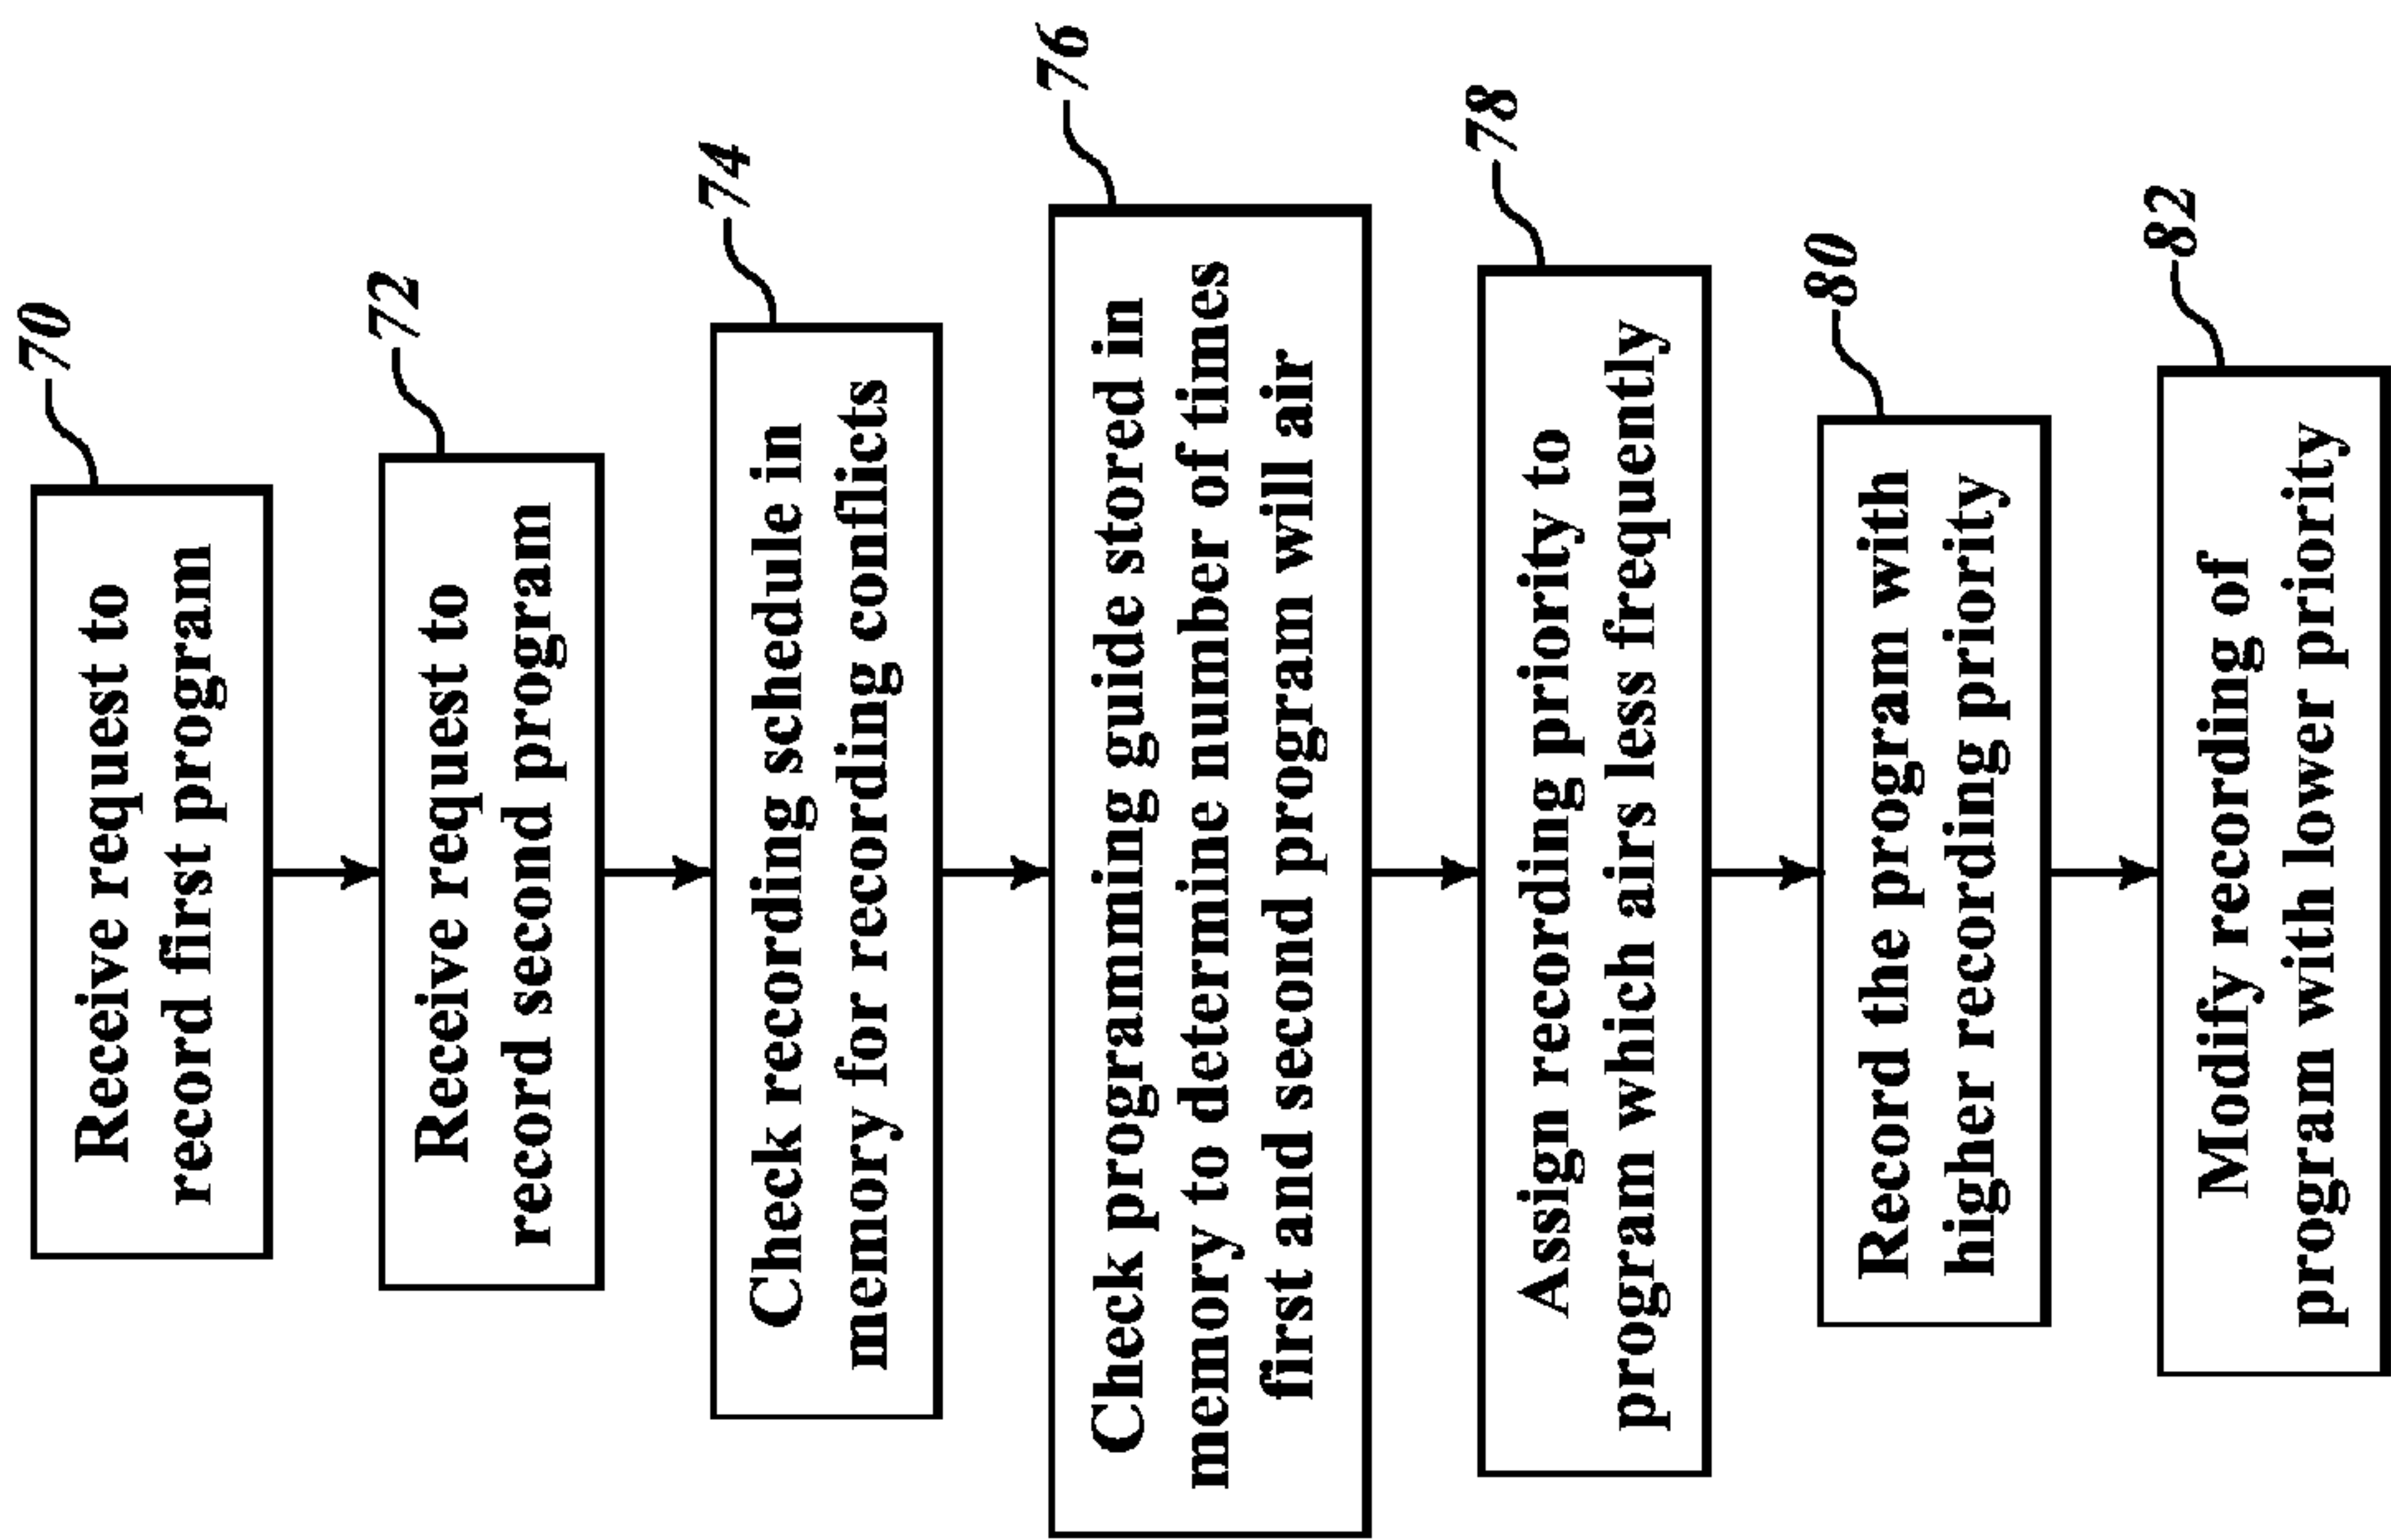 70
Receive request to
record first program
72
Receive request to
record second program
74
Check recording schedule in
memory for recording conflicts
76
Check programming guide stored in
memory to determine number of times
first and second program will air
78
Assign recording priority to
program which airs less frequently
80
Record the program with
higher recording priority
82
Modify recording of
program with lower priority